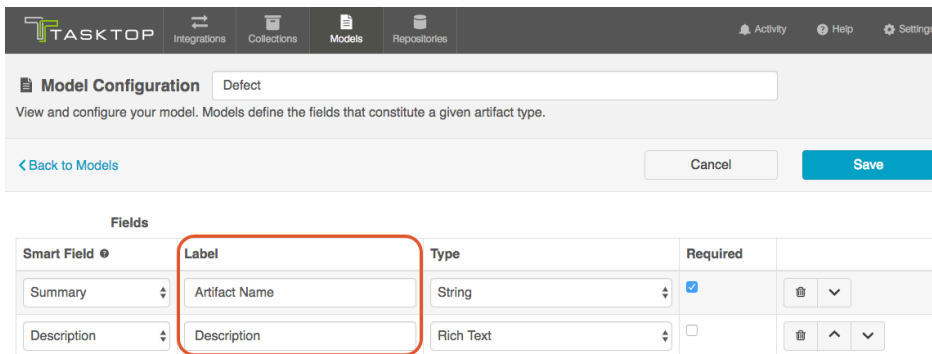 TASKTOP
Integrations Collections Models Repositories
Activity Help Settings
Model Configuration Defect
View and configure your model. Models define the fields that constitute a given artifact type.
Back to Models Cancel Save
Fields
Smart Field Label Type Required
Summary Artifact Name String
Description Description Rich Text